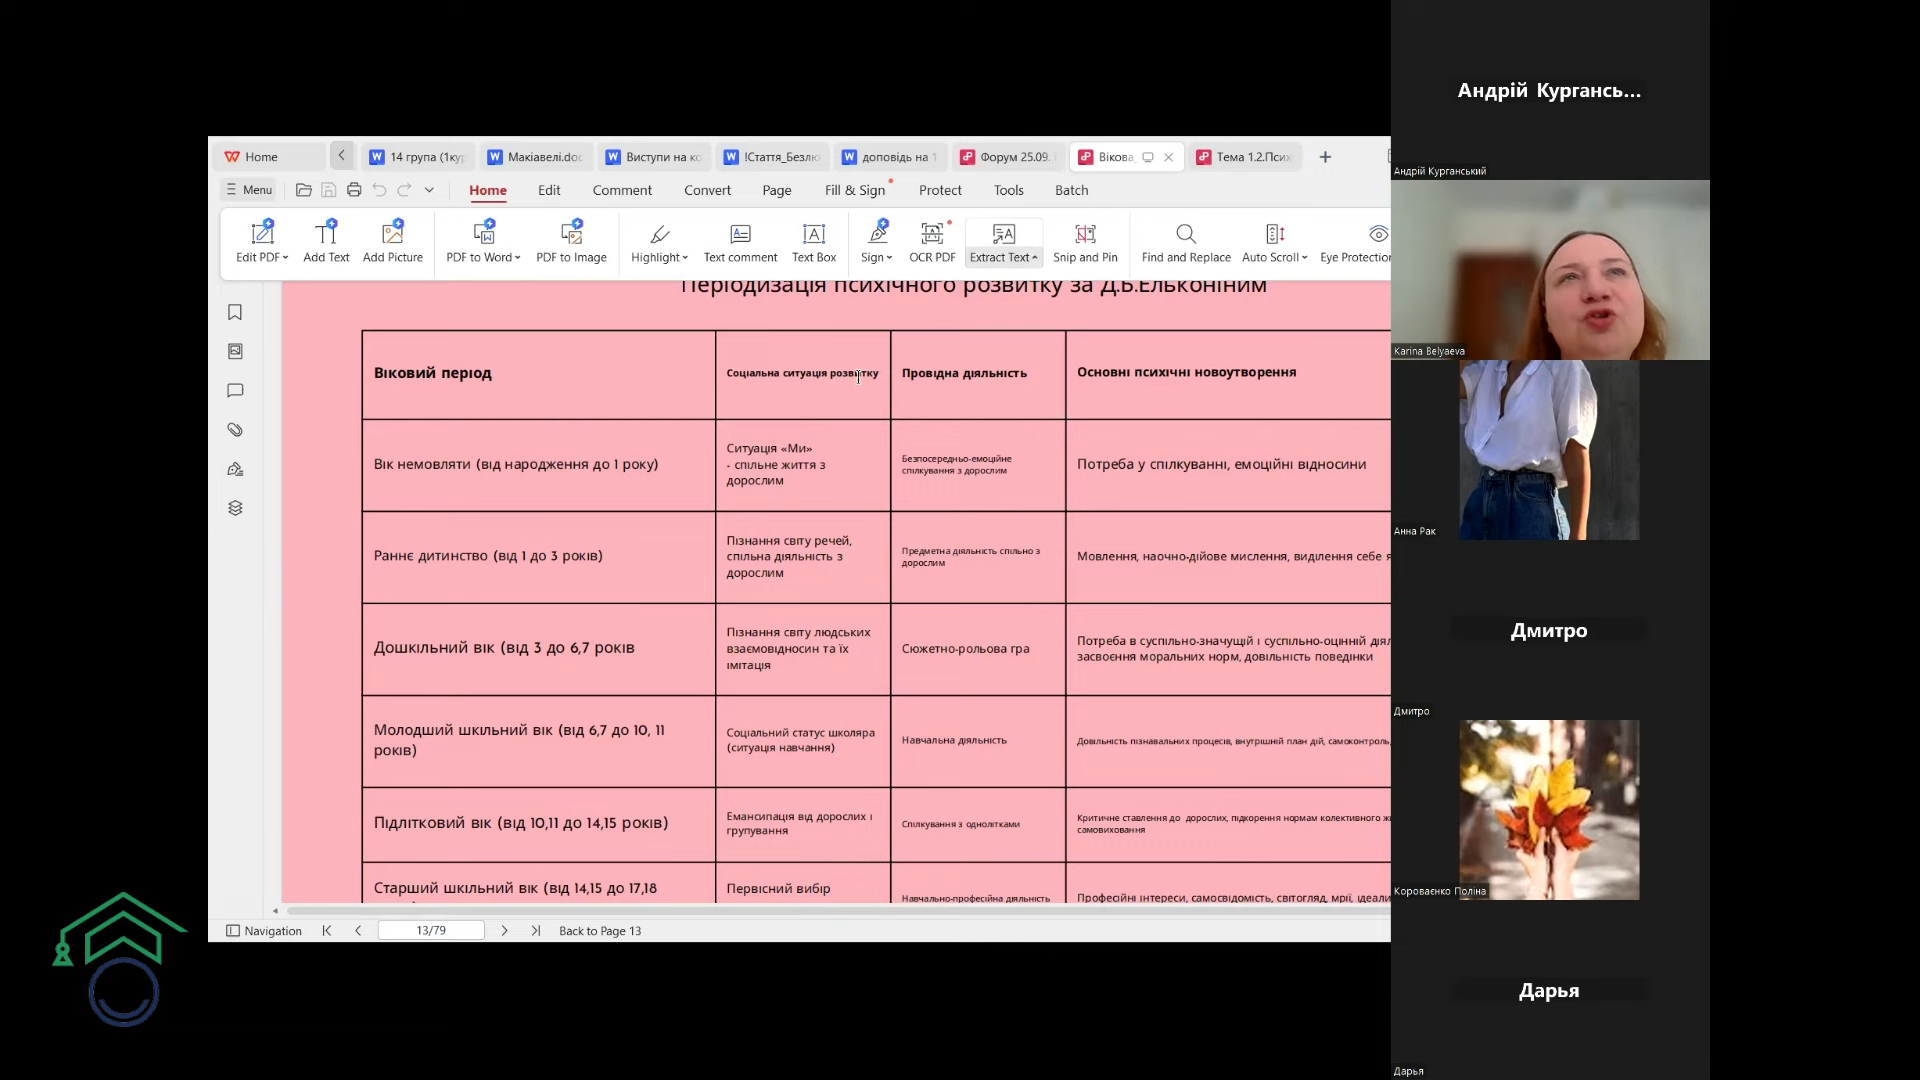 АндрійУргансь...
Андрій Курганський
Home
14 група (1кур
Макіавелі.doc
Виступи на ко
!Стаття_Безлю
доповідь на 1
Форум 25.09.
Вікова_
Тема 1.2.Псих
Menu
Home
Edit
Comment
Convert
Page
Fill & Sign
Protect
Tools
Batch
Edit PDF
Add Text
Add Picture
PDF to Word
PDF to Image
Highlight
Text comment
Text Box
Sign
OCR PDF
Extract Text
Snip and Pin
Find and Replace
Auto Scroll
Eye Protection
Періодизація психічного розвитку за Д.Б.Ельконіним
Віковий період
Соціальна ситуація розвитку
Провідна діяльність
Основні психічні новоутворення
Вік немовляти (від народження до 1 року)
Ситуація «Ми»
- спільне життя з
дорослим
Безпосередньо-емоційне
спілкування з дорослим
Потреба у спілкуванні, емоційні відносини
Раннє дитинство (від 1 до 3 років)
Пізнання світу речей,
спільна діяльність з
дорослим
Предметна діяльність спільно з
дорослим
Мовлення, наочно-дійове мислення, виділення себе я
Дошкільний вік (від 3 до 6,7 років
Пізнання світу людських
взаємовідносин та їх
імітація
Сюжетно-рольова гра
Потреба в суспільно-значущій і суспільно-оцінній діял
засвоєння моральних норм, довільність поведінки
Молодший шкільний вік (від 6,7 до 10, 11
років)
Соціальний статус школяра
(ситуація навчання)
Навчальна діяльність
Довільність пізнавальних процесів, внутрішній план дій, самоконтроль,
Підлітковий вік (від 10,11 до 14,15 років)
Емансипація від дорослих і
групування
Спілкування з однолітками
Критичне ставлення до дорослих, підкорення нормам колективного жи
самовиховання
Старший шкільний вік (від 14,15 до 17,18
Первісний вибір
Навчально-професійна діяльність
Професійні інтереси, самосвідомість, світогляд, мрії, ідеали
Navigation
13/79
Back to Page 13
Karina Belyaeva
Анна Рак
Дмитро
Дмитро
Короваєнко Поліна
Дарья
Дарья